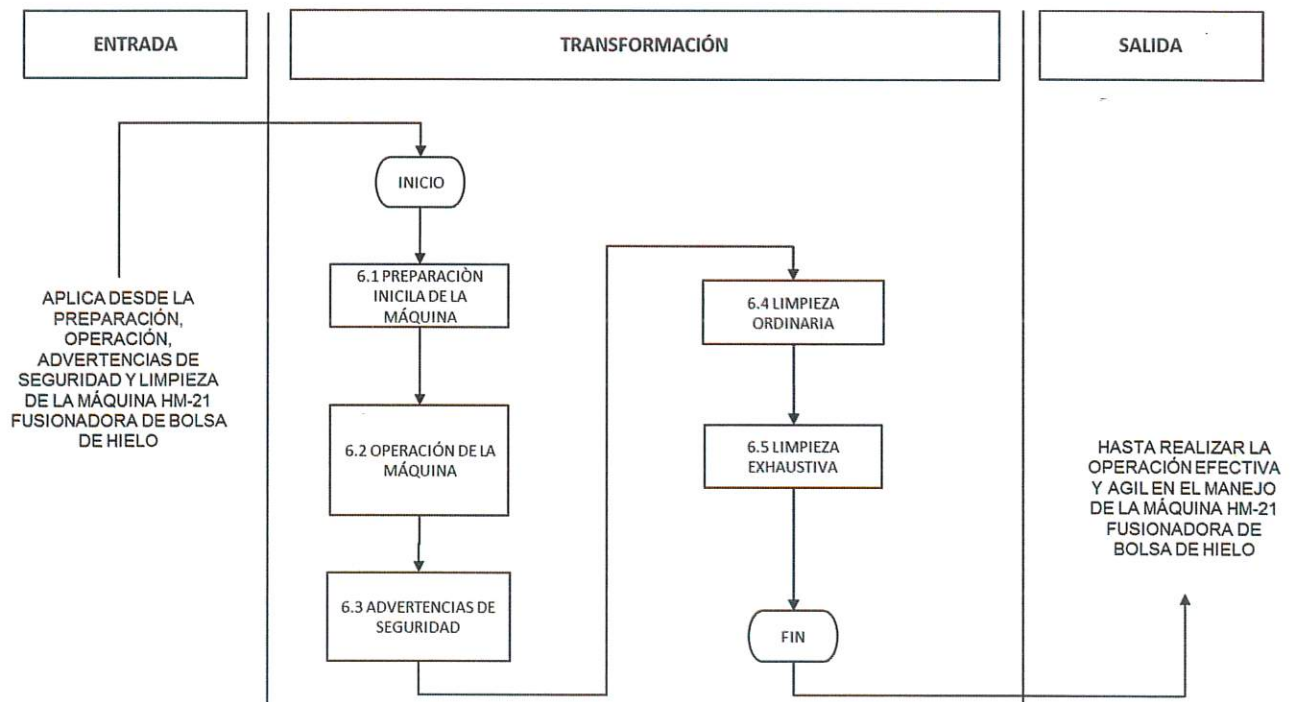 ENTRADA
TRANSFORMACIÓN
SALIDA
APLICA DESDE LA
PREPARACIÓN,
OPERACIÓN,
ADVERTENCIAS DE
SEGURIDAD Y LIMPIEZA
DE LA MÁQUINA HM-21
FUSIONADORA DE BOLSA
DE HIELO
INICIO
6.1 PREPARACIÒN
INICILA DE LA
MÁQUINA
6.2 OPERACIÓN DE LA
MÁQUINA
6.3 ADVERTENCIAS DE
SEGURIDAD
6.4 LIMPIEZA
ORDINARIA
6.5 LIMPIEZA
EXHAUSTIVA
FIN
HASTA REALIZAR LA
OPERACIÓN EFECTIVA
Y AGIL EN EL MANEJO
DE LA MÁQUINA HM-21
FUSIONADORA DE
BOLSA DE HIELO